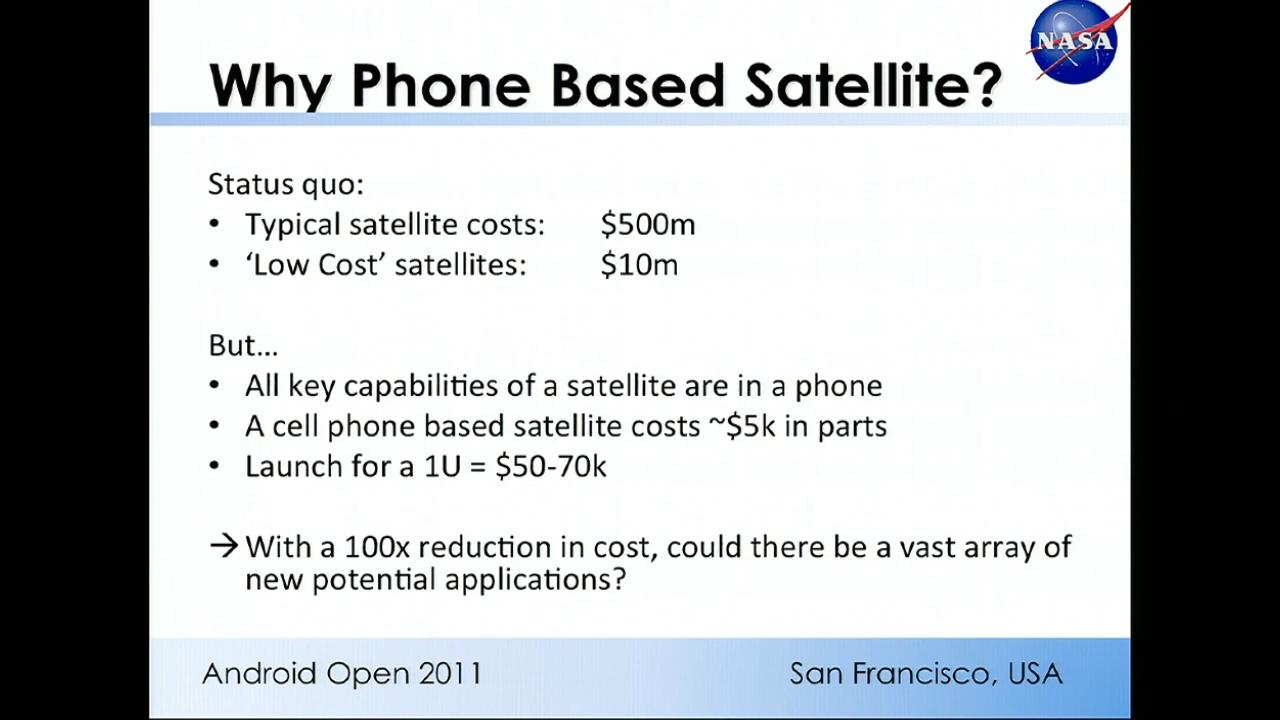 NASA
Why Phone Based Satellite?
Status quo:
• Typical satellite costs: $500m
• ‘Low Cost’ satellites: $10m
But...
• All key capabilities of a satellite are in a phone
• A cell phone based satellite costs ~$5k in parts
• Launch for a 1U = $50-70k
→ With a 100x reduction in cost, could there be a vast array of
new potential applications?
Android Open 2011
San Francisco, USA